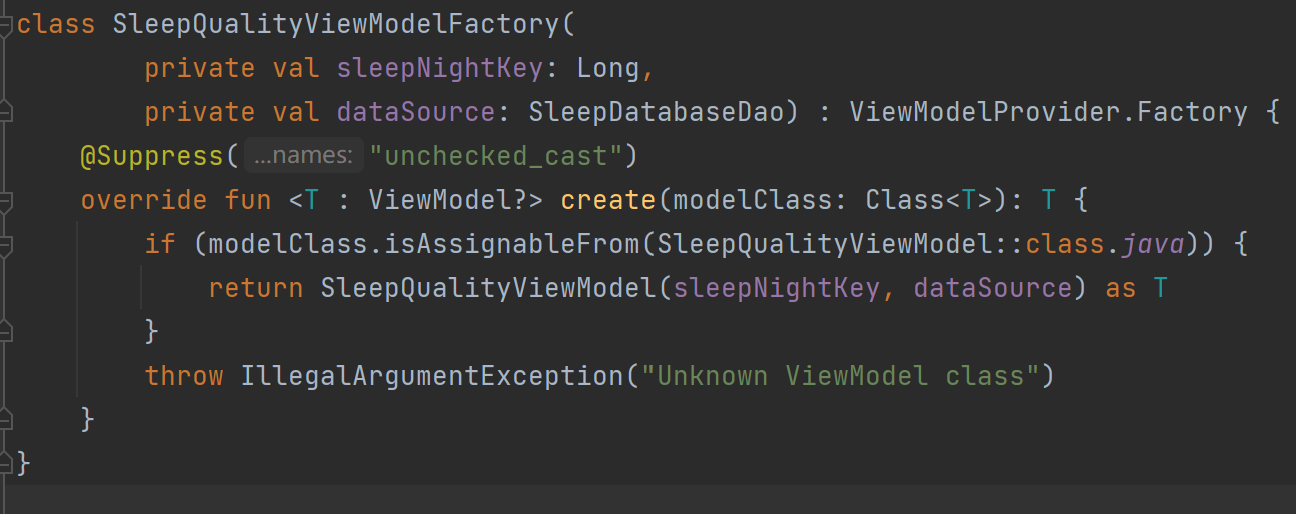 class SleepQualityViewModelFactory(
        private val sleepNightKey: Long,
        private val dataSource: SleepDatabaseDao) : ViewModelProvider.Factory {
    @Suppress( ...names: "unchecked_cast")
    override fun <T : ViewModel?> create(modelClass: Class<T>): T {
        if (modelClass.isAssignableFrom(SleepQualityViewModel::class.java)) {
            return SleepQualityViewModel(sleepNightKey, dataSource) as T
        }
        throw IllegalArgumentException("Unknown ViewModel class")
    }
}